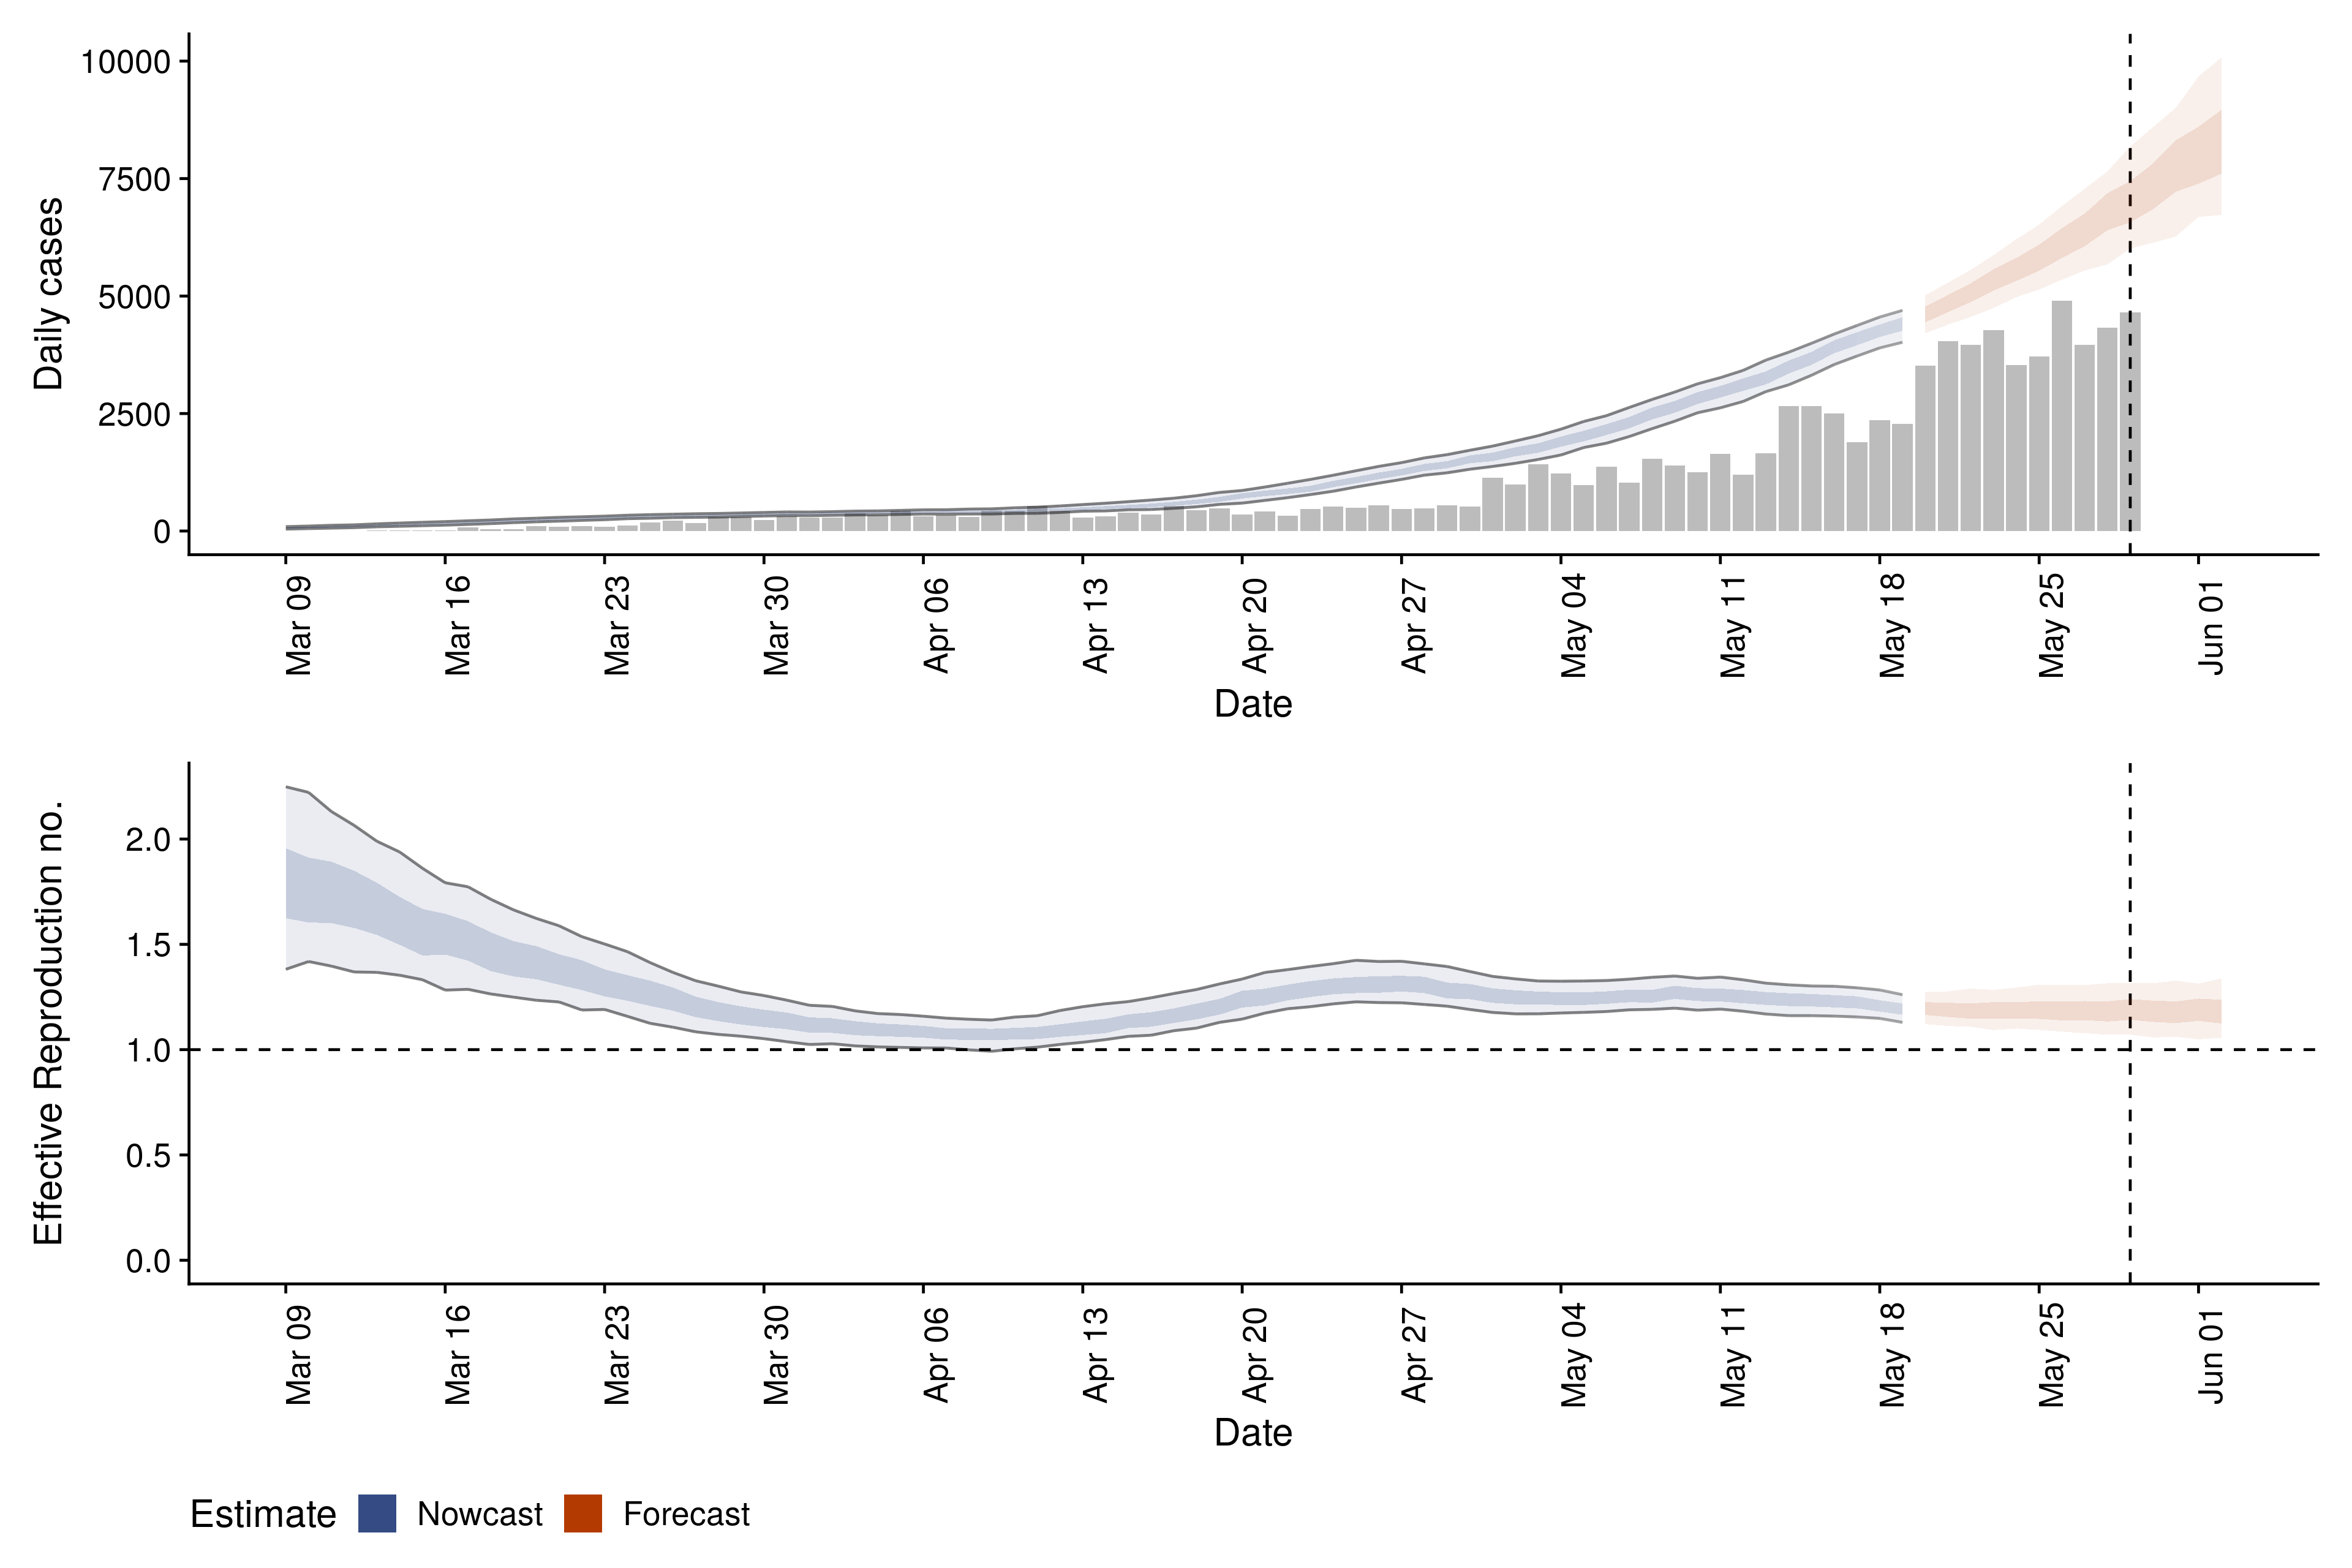 Daily cases
10000
7500
5000
2500
0
Mar 09 Mar 16 Mar 23 Mar 30 Apr 06 Apr 13 Apr 20 Apr 27 May 04 May 11 May 18 May 25 Jun 01
Date
Effective Reproduction no.
2.0
1.5
1.0
0.5
0.0
Mar 09 Mar 16 Mar 23 Mar 30 Apr 06 Apr 13 Apr 20 Apr 27 May 04 May 11 May 18 May 25 Jun 01
Date
Estimate Nowcast Forecast